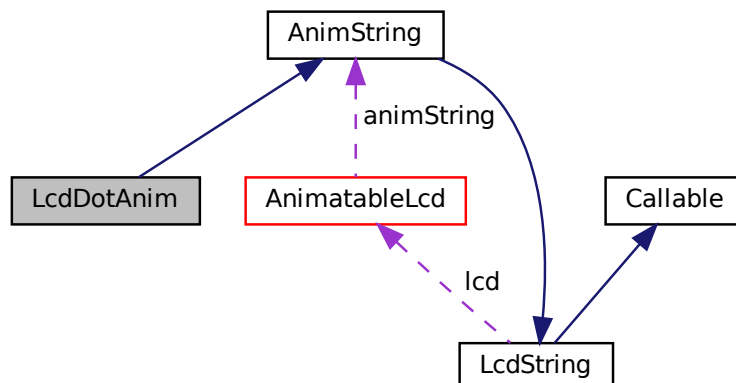 AnimString
animString
LcdDotAnim
AnimatableLcd
Callable
lcd
LcdString